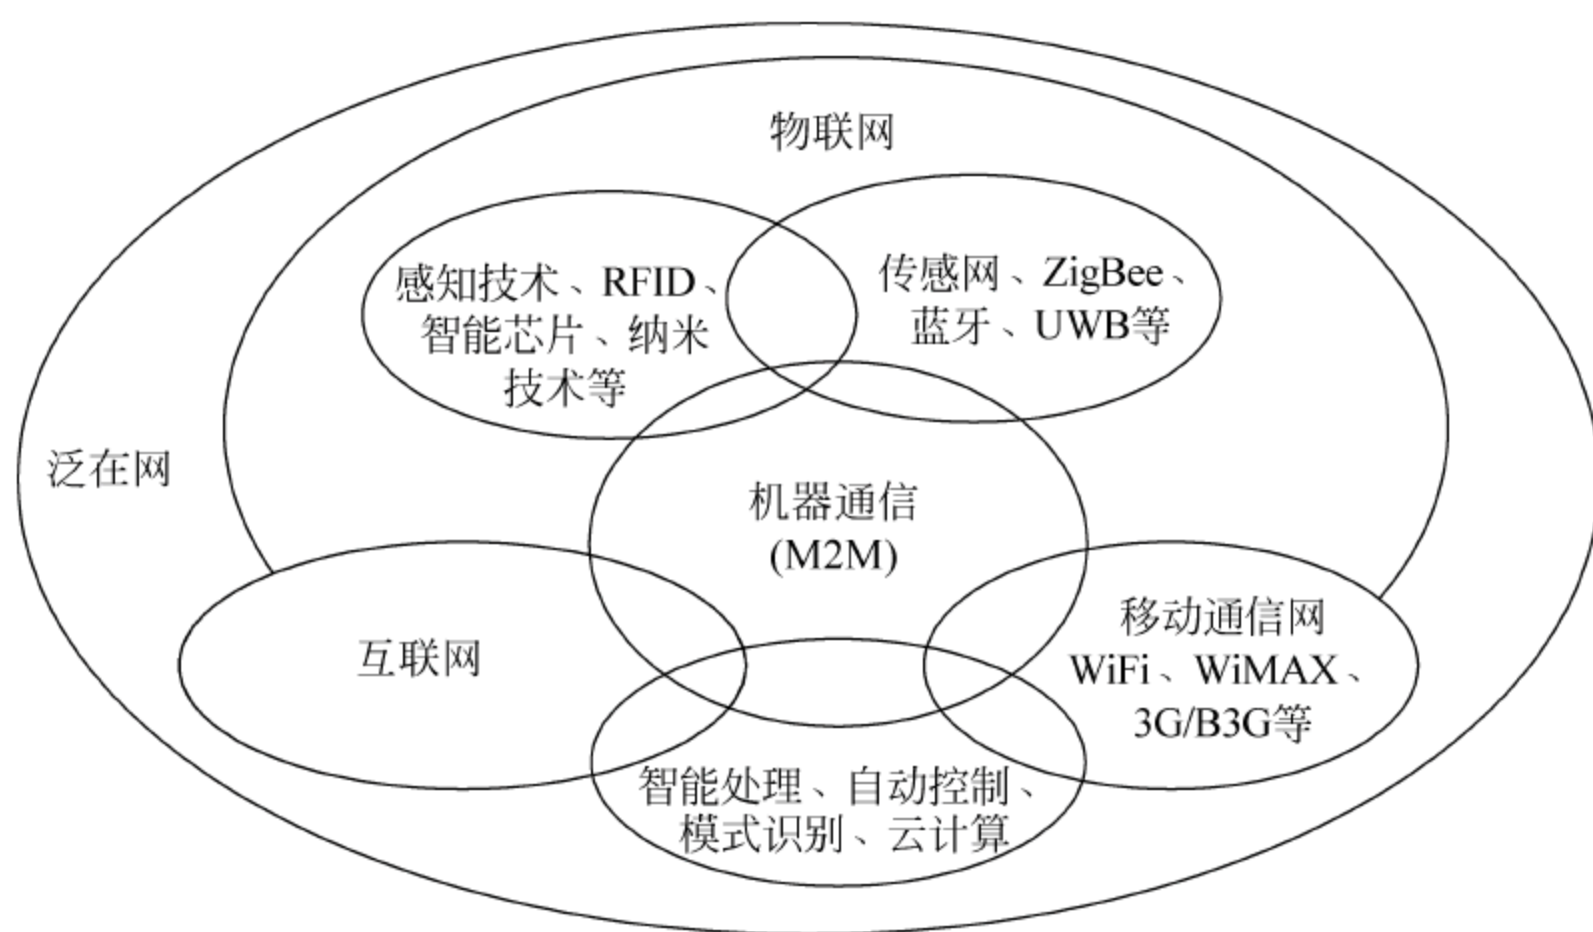 物联网
感知技术、RFID、
智能芯片、纳米
技术等
传感网、ZigBee、
蓝牙、UWB等
泛在网
机器通信
(M2M)
互联网
移动通信网
WiFi、WiMAX、
3G/B3G等
智能处理、自动控制、
模式识别、云计算